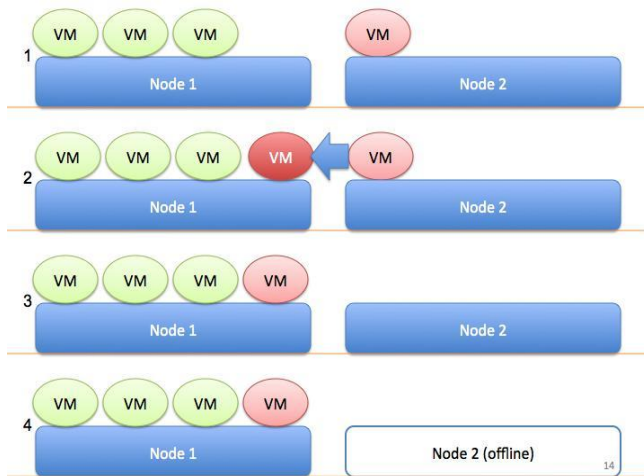 VM VM VM VM
1
Node 1 Node 2
VM VM VM VM VM
2
Node 1 Node 2
VM VM VM VM
3
Node 1 Node 2
VM VM VM VM
4
Node 1 Node 2 (offline)
14